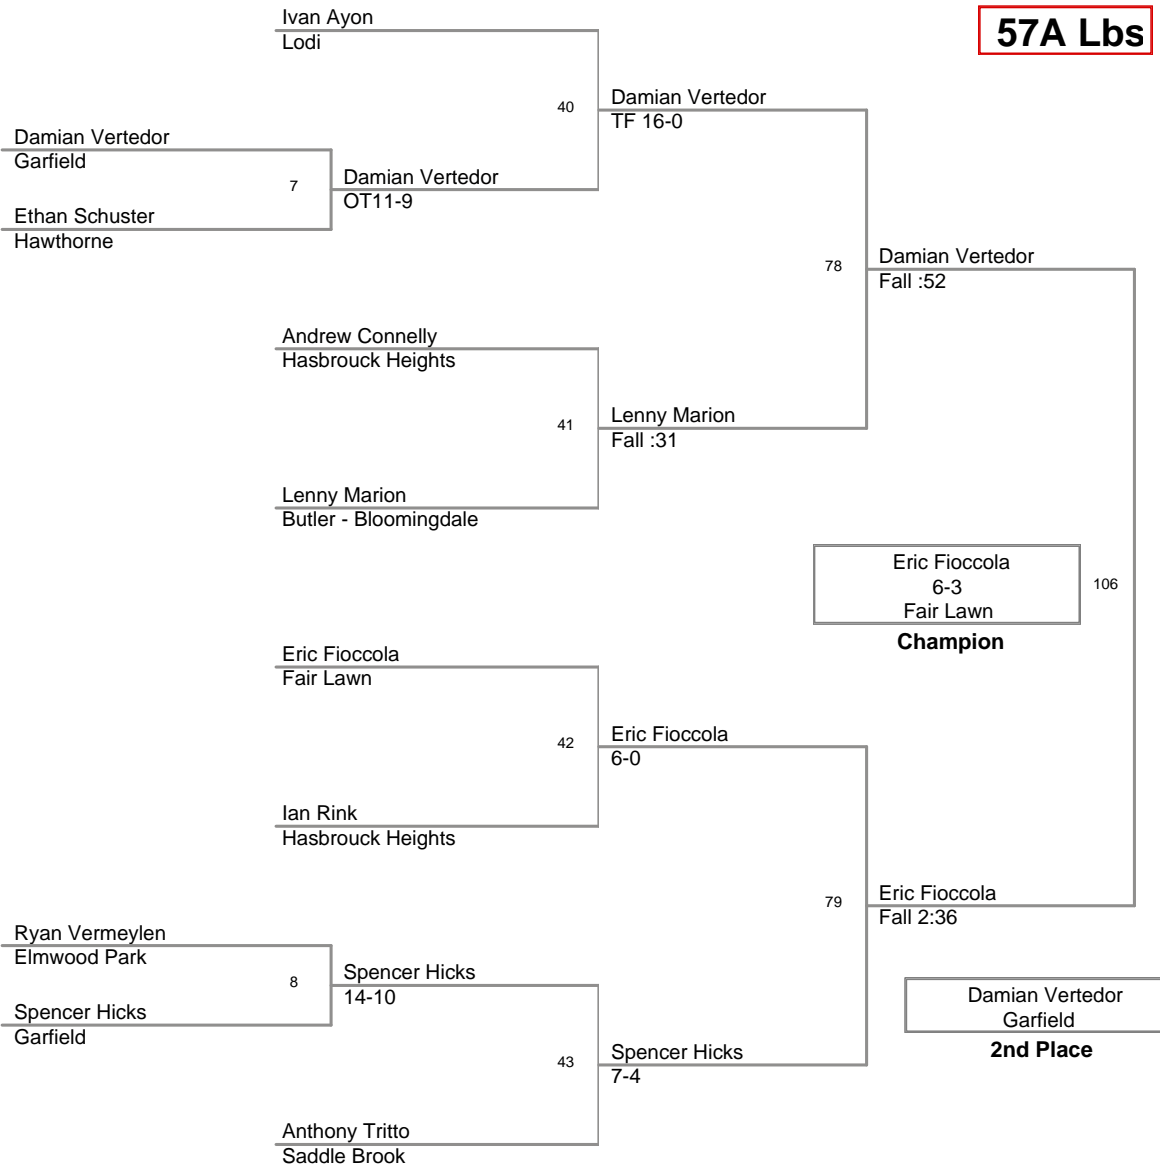 Ivan Ayon
Lodi
57A Lbs
40
Damian Vertedor
TF 16-0
Damian Vertedor
Garfield
7
Damian Vertedor
OT11-9
Ethan Schuster
Hawthorne
78
Damian Vertedor
Fall :52
Andrew Connelly
Hasbrouck Heights
41
Lenny Marion
Fall :31
Lenny Marion
Butler - Bloomingdale
Eric Fioccola
6-3
Fair Lawn
106
Champion
Eric Fioccola
Fair Lawn
42
Eric Fioccola
6-0
Ian Rink
Hasbrouck Heights
79
Eric Fioccola
Fall 2:36
Ryan Vermeylen
Elmwood Park
8
Spencer Hicks
14-10
Spencer Hicks
Garfield
Damian Vertedor
Garfield
2nd Place
43
Spencer Hicks
7-4
Anthony Tritto
Saddle Brook